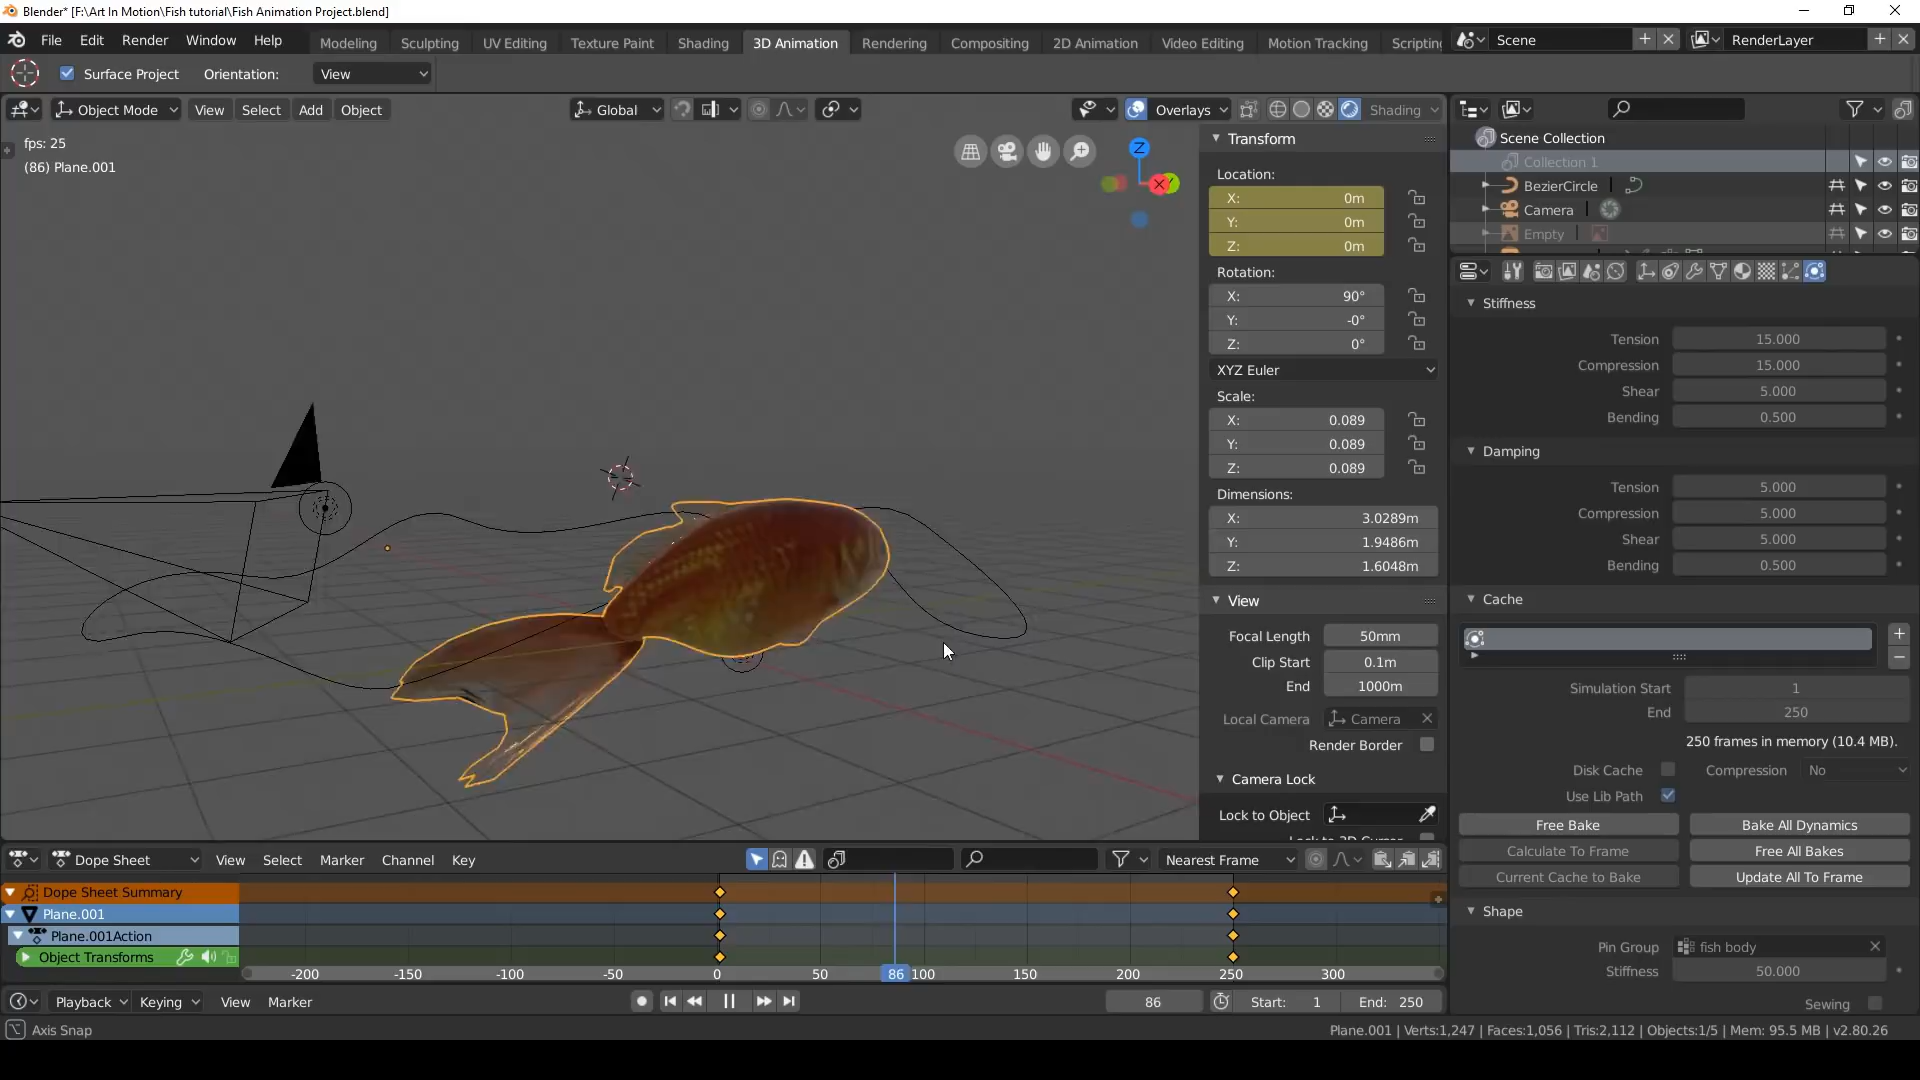 Blender* [F:\Art In Motion\Fish tutorial\Fish Animation Project.blend]
File Edit Render Window Help Modeling Sculpting UV Editing Texture Paint Shading 3D Animation Rendering Compositing 2D Animation Video Editing Motion Tracking Scripting Scene RenderLayer
Surface Project Orientation: View
Object Mode View Select Add Object Global Overlays Shading
fps: 25
(86) Plane.001
Z
X
Transform
Location:
X: 0m
Y: 0m
Z: 0m
Rotation:
X: 90°
Y: -0°
Z: 0°
XYZ Euler
Scale:
X: 0.089
Y: 0.089
Z: 0.089
Dimensions:
X: 3.0289m
Y: 1.9486m
Z: 1.6048m
View
Focal Length 50mm
Clip Start 0.1m
End 1000m
Local Camera Camera
Render Border
Camera Lock
Lock to Object
Lock to 3D Cursor
Scene Collection
Collection 1
BezierCircle
Camera
Empty
Stiffness
Tension 15.000
Compression 15.000
Shear 5.000
Bending 0.500
Damping
Tension 5.000
Compression 5.000
Shear 5.000
Bending 0.500
Cache
Simulation Start 1
End 250
250 frames in memory (10.4 MB).
Disk Cache Compression No
Use Lib Path
Free Bake Bake All Dynamics
Calculate To Frame Free All Bakes
Current Cache to Bake Update All To Frame
Shape
Pin Group fish body
Stiffness 50.000
Sewing
Dope Sheet View Select Marker Channel Key Nearest Frame
Dope Sheet Summary
Plane.001
Plane.001Action
Object Transforms
-200 -150 -100 -50 0 50 86 100 150 200 250 300
Playback Keying View Marker 86 Start: 1 End: 250
Axis Snap Plane.001 | Verts:1,247 | Faces:1,056 | Tris:2,112 | Objects:1/5 | Mem: 95.5 MB | v2.80.26